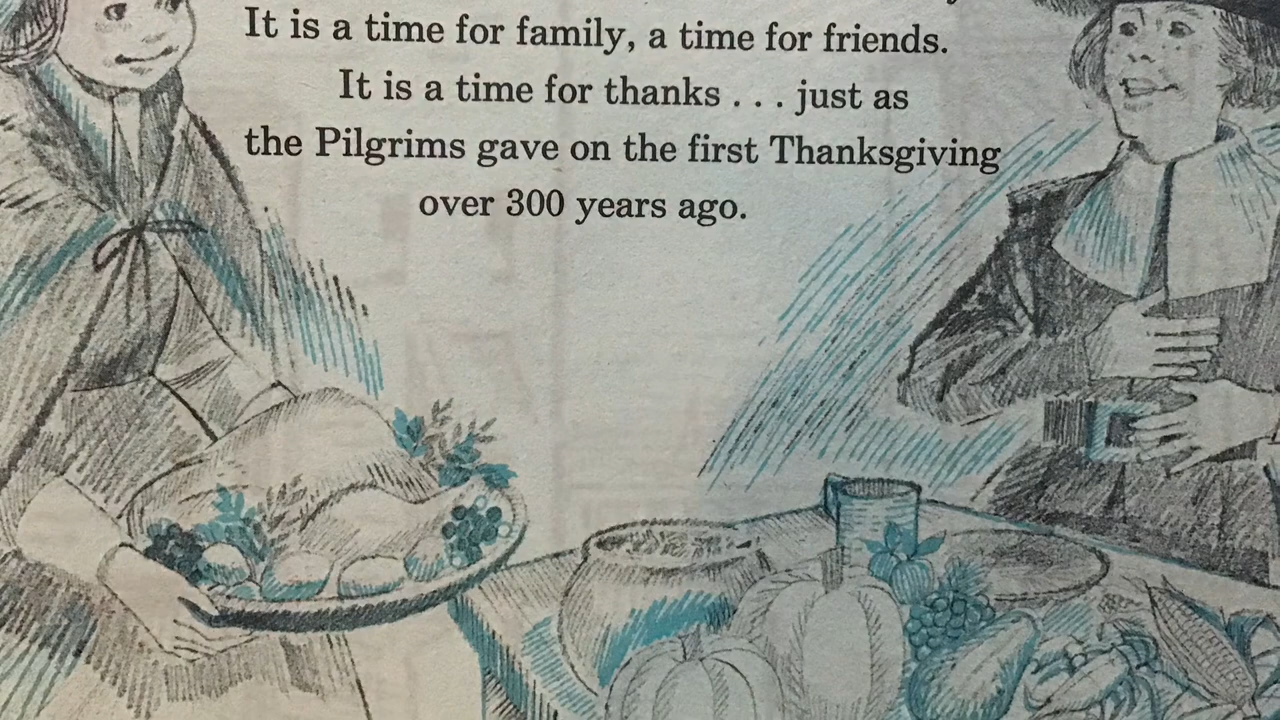 It is a time for family, a time for friends.
It is a time for thanks . . . just as
the Pilgrims gave on the first Thanksgiving
over 300 years ago.